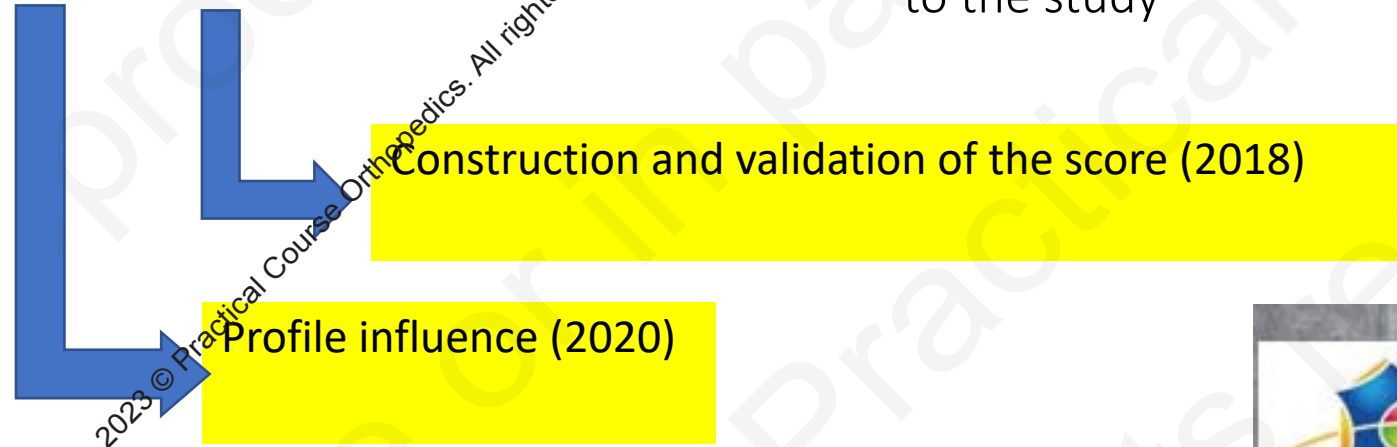 to the study
Construction and validation of the score (2018)
Profile influence (2020)
2023 © Practical Course Orthopedics. All right